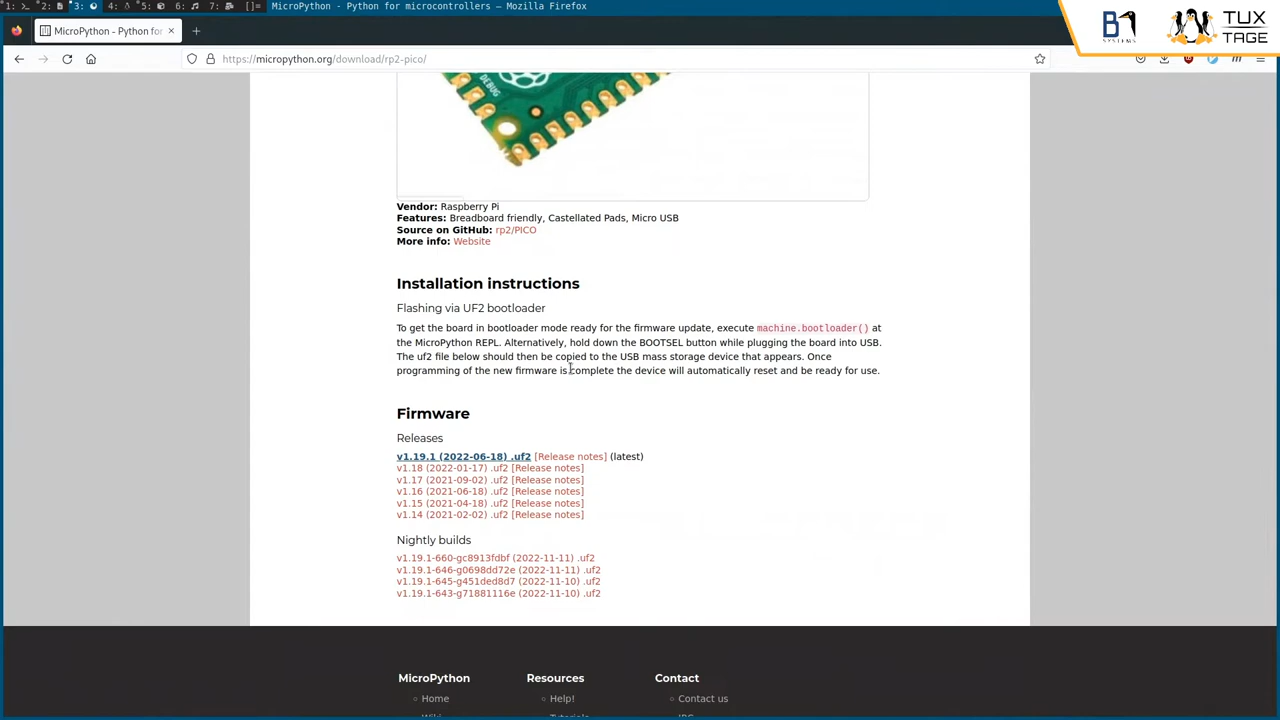 1: 2: 3: 4: 5: 6: 7: []= MicroPython - Python for microcontrollers — Mozilla Firefox
B1 SYSTEMS
TUX TAGE
MicroPython - Python for
https://micropython.org/download/rp2-pico/
DEBUG
Vendor: Raspberry Pi
Features: Breadboard friendly, Castellated Pads, Micro USB
Source on GitHub: rp2/PICO
More info: Website
Installation instructions
Flashing via UF2 bootloader
To get the board in bootloader mode ready for the firmware update, execute machine.bootloader() at
the MicroPython REPL. Alternatively, hold down the BOOTSEL button while plugging the board into USB.
The uf2 file below should then be copied to the USB mass storage device that appears. Once
programming of the new firmware is complete the device will automatically reset and be ready for use.
Firmware
Releases
v1.19.1 (2022-06-18) .uf2 [Release notes] (latest)
v1.18 (2022-01-17) .uf2 [Release notes]
v1.17 (2021-09-02) .uf2 [Release notes]
v1.16 (2021-06-18) .uf2 [Release notes]
v1.15 (2021-04-18) .uf2 [Release notes]
v1.14 (2021-02-02) .uf2 [Release notes]
Nightly builds
v1.19.1-660-gc8913fdbf (2022-11-11) .uf2
v1.19.1-646-g0698dd72e (2022-11-11) .uf2
v1.19.1-645-g451ded8d7 (2022-11-10) .uf2
v1.19.1-643-g71881116e (2022-11-10) .uf2
MicroPython Resources Contact
Home Help! Contact us